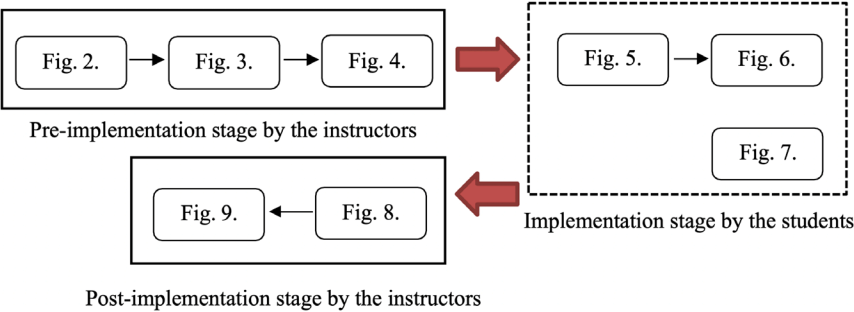 Fig. 2.
Fig. 3.
Fig. 4.
Pre-implementation stage by the instructors
Fig. 5.
Fig. 6.
Fig. 7.
Implementation stage by the students
Fig. 9.
Fig. 8.
Post-implementation stage by the instructors